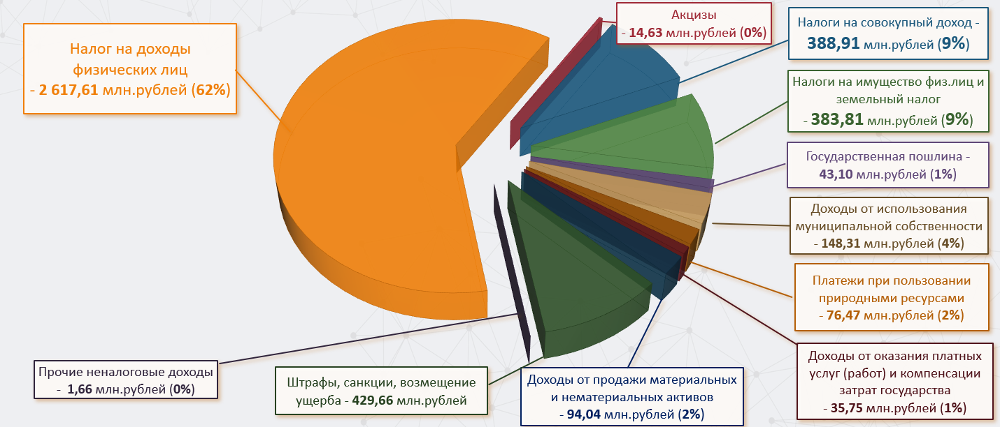 Налог на доходы
физических лиц
- 2 617,61 млн.рублей (62%)
Акцизы
- 14,63 млн.рублей (0%)
Налоги на совокупный доход -
388,91 млн.рублей (9%)
Налоги на имущество физ.лиц и
земельный налог
- 383,81 млн.рублей (9%)
Государственная пошлина -
43,10 млн.рублей (1%)
Доходы от использования
муниципальной собственности
- 148,31 млн.рублей (4%)
Платежи при пользовании
природными ресурсами
- 76,47 млн.рублей (2%)
Доходы от оказания платных
услуг (работ) и компенсации
затрат государства
- 35,75 млн.рублей (1%)
Доходы от продажи материальных
и нематериальных активов
- 94,04 млн.рублей (2%)
Штрафы, санкции, возмещение
ущерба - 429,66 млн.рублей
Прочие неналоговые доходы
- 1,66 млн.рублей (0%)